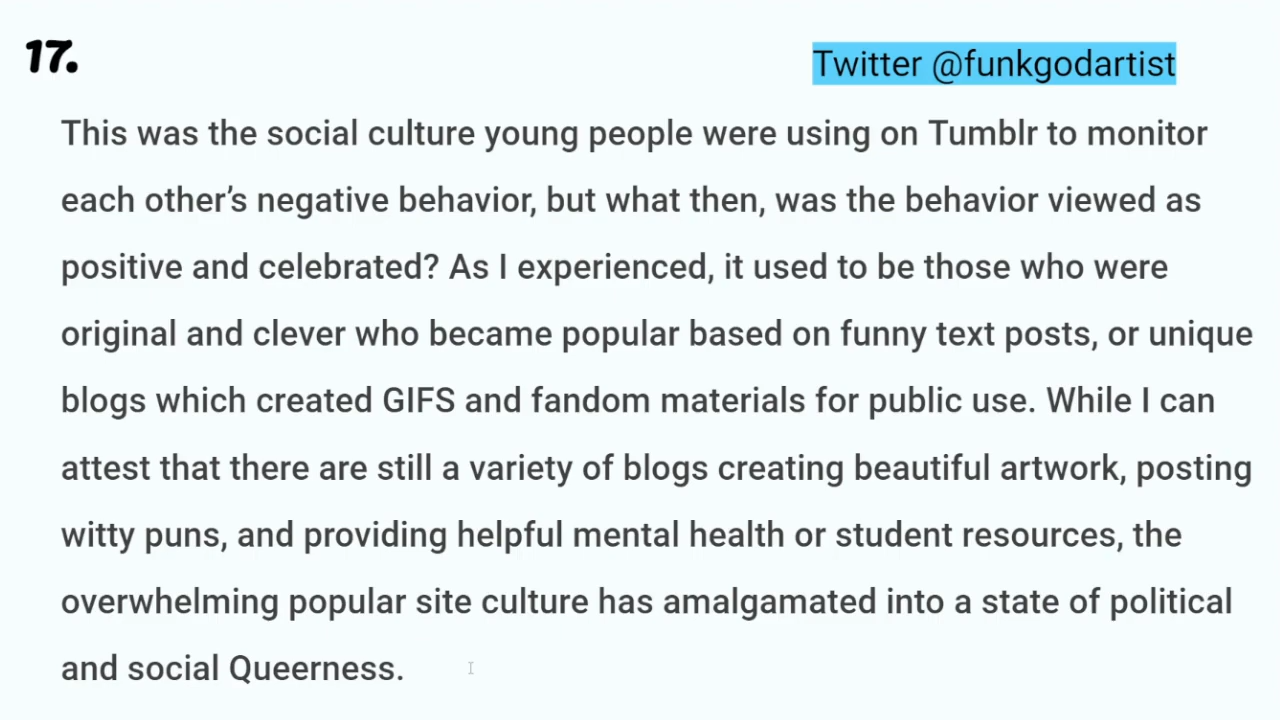 17.
Twitter @funkgodartist
This was the social culture young people were using on Tumblr to monitor
each other’s negative behavior, but what then, was the behavior viewed as
positive and celebrated? As I experienced, it used to be those who were
original and clever who became popular based on funny text posts, or unique
blogs which created GIFS and fandom materials for public use. While I can
attest that there are still a variety of blogs creating beautiful artwork, posting
witty puns, and providing helpful mental health or student resources, the
overwhelming popular site culture has amalgamated into a state of political
and social Queerness.